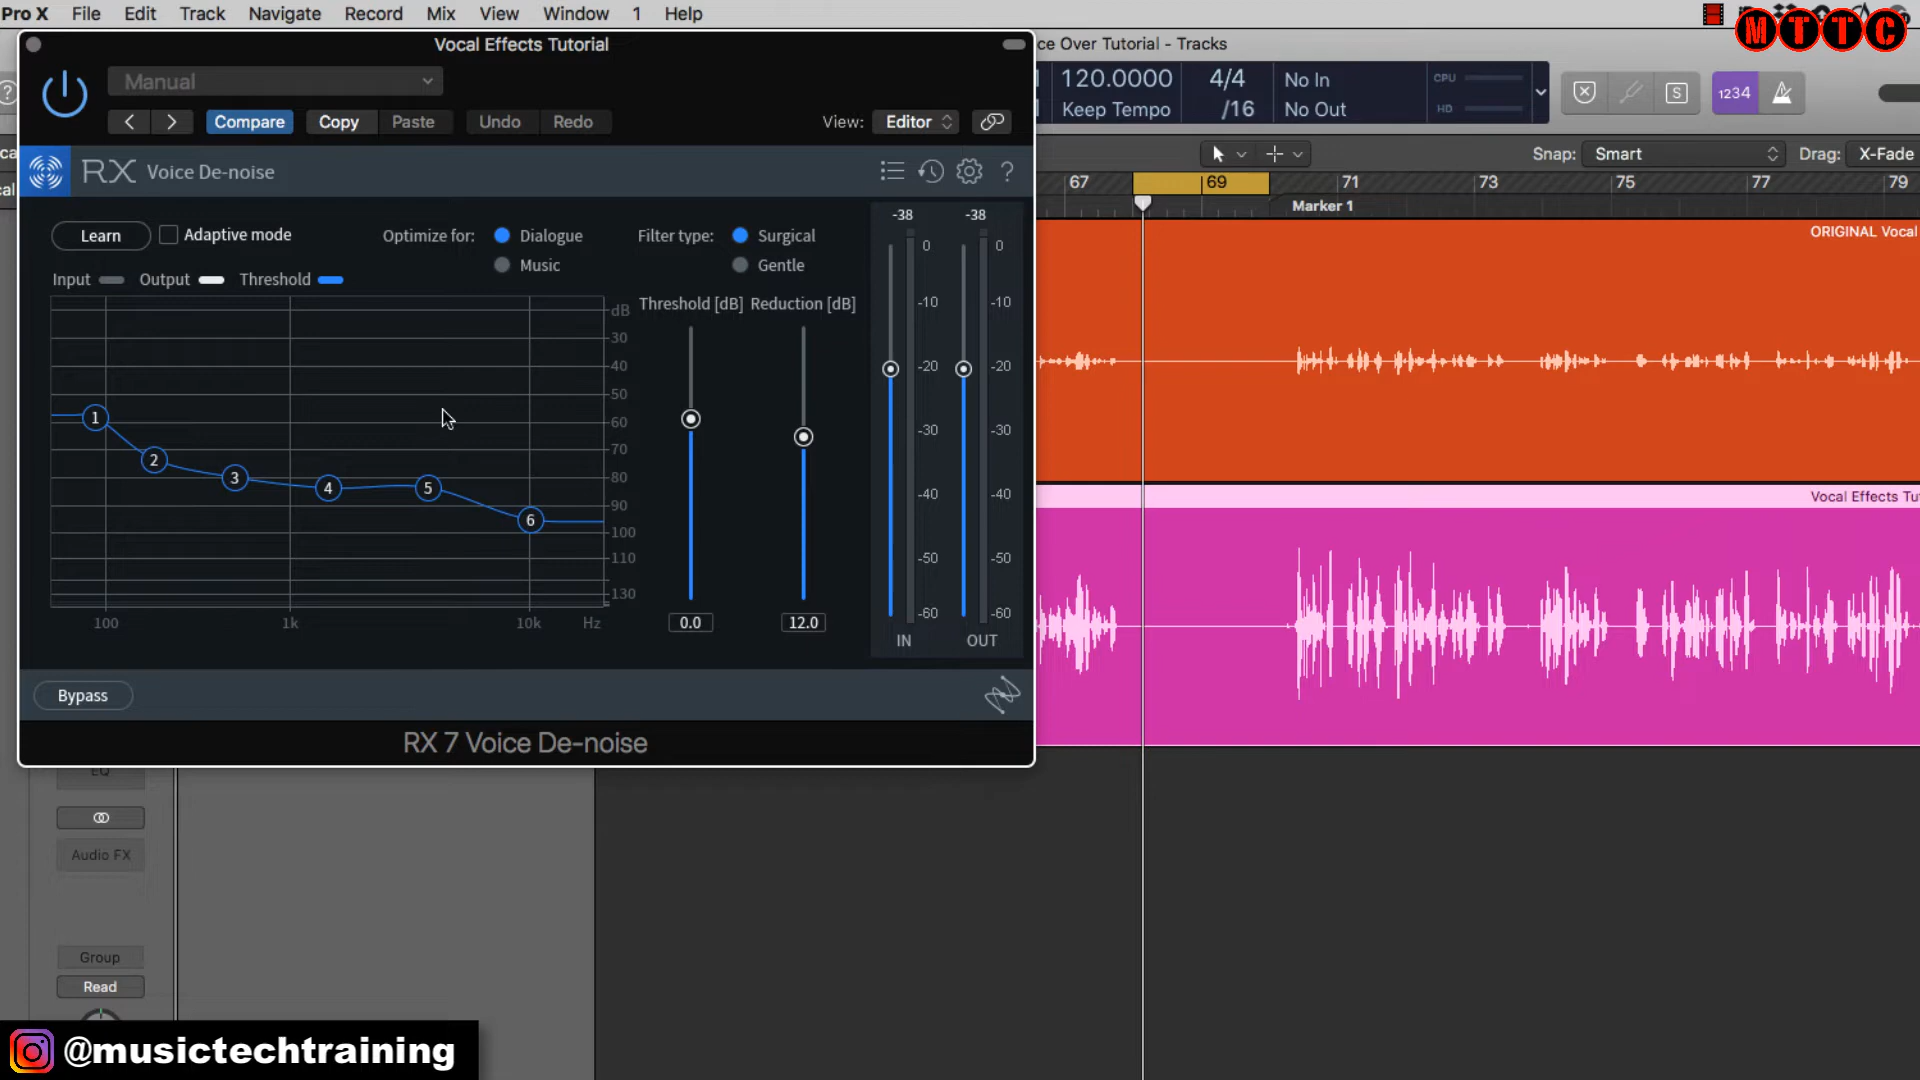 Pro X File Edit Track Navigate Record Mix View Window 1 Help
MTTC
Vocal Effects Tutorial
ce Over Tutorial - Tracks
Manual
120.0000 4/4 No In CPU
Keep Tempo /16 No Out HD
S 1234
Compare Copy Paste Undo Redo View: Editor
RX Voice De-noise ?
Snap: Smart Drag: X-Fade
67 69 71 73 75 77 79
Marker 1
ORIGINAL Vocal
Learn Adaptive mode Optimize for: Dialogue Filter type: Surgical
Music Gentle
Input Output Threshold
Threshold [dB] Reduction [dB]
-38 -38
0 0
-10 -10
-20 -20
-30 -30
-40 -40
-50 -50
-60 -60
IN OUT
dB
30
40
50
60
70
80
90
100
110
130
1 2 3 4 5 6
100 1k 10k Hz
0.0 12.0
Vocal Effects Tu
Bypass
RX 7 Voice De-noise
EQ
Audio FX
Group
Read
@musictechtraining